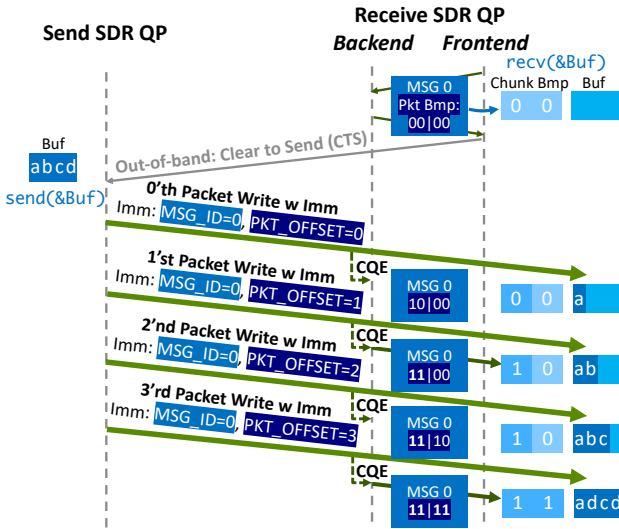 Send SDR QP
Receive SDR QP
Backend Frontend
recv(&Buf)
Chunk Bmp Buf
MSG 0
Pkt Bmp:
00|00
0 0
Out-of-band: Clear to Send (CTS)
Buf
abcd
send(&Buf)
0'th Packet Write w Imm
Imm: MSG_ID=0, PKT_OFFSET=0
CQE
MSG 0
10|00
0 0
a
1'st Packet Write w Imm
Imm: MSG_ID=0, PKT_OFFSET=1
CQE
MSG 0
11|00
1 0
ab
2'nd Packet Write w Imm
Imm: MSG_ID=0, PKT_OFFSET=2
CQE
MSG 0
11|10
1 0
abc
3'rd Packet Write w Imm
Imm: MSG_ID=0, PKT_OFFSET=3
CQE
MSG 0
11|11
1 1
adcd